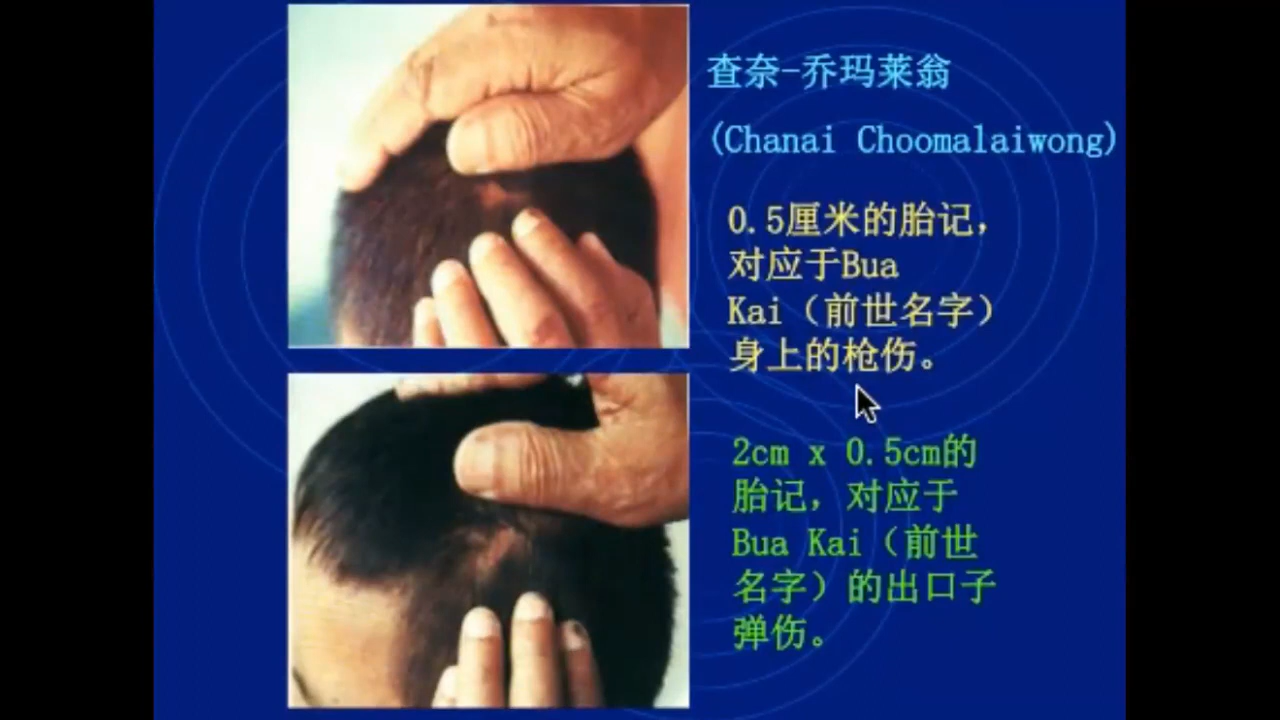 查奈-乔玛莱翁
(Chanai Choomalaiwong)
0.5厘米的胎记，
对应于Bua
Kai（前世名字）
身上的枪伤。
2cm x 0.5cm的
胎记，对应于
Bua Kai（前世
名字）的出口子
弹伤。